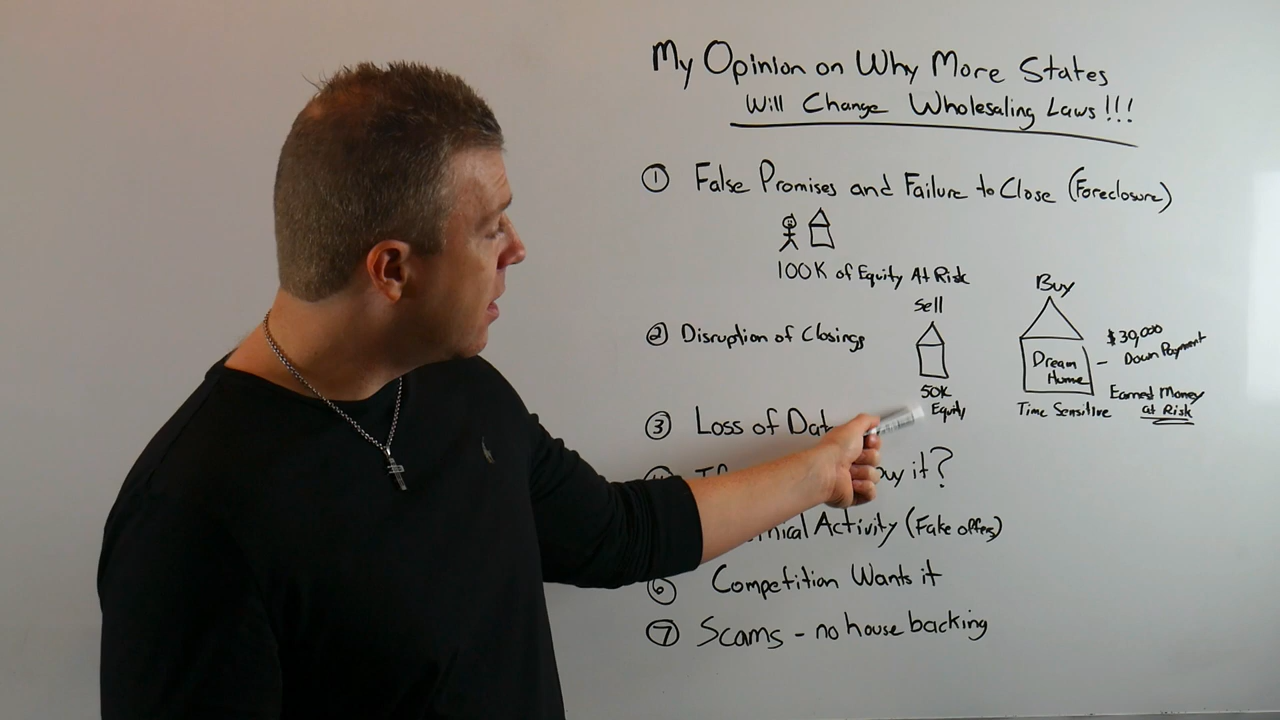 My Opinion on Why More States
Will Change Wholesaling Laws!!!
① False Promises and Failure to Close (Foreclosure)
100K of Equity At Risk
② Disruption of Closings
Sell
50K
Equity
Buy
Dream
Home
Time Sensitive
$30,000
Down Payment
Earned Money
at Risk
③ Loss of
it?
Activity (Fake offers)
⑥ Competition Wants it
⑦ Scams - no house backing